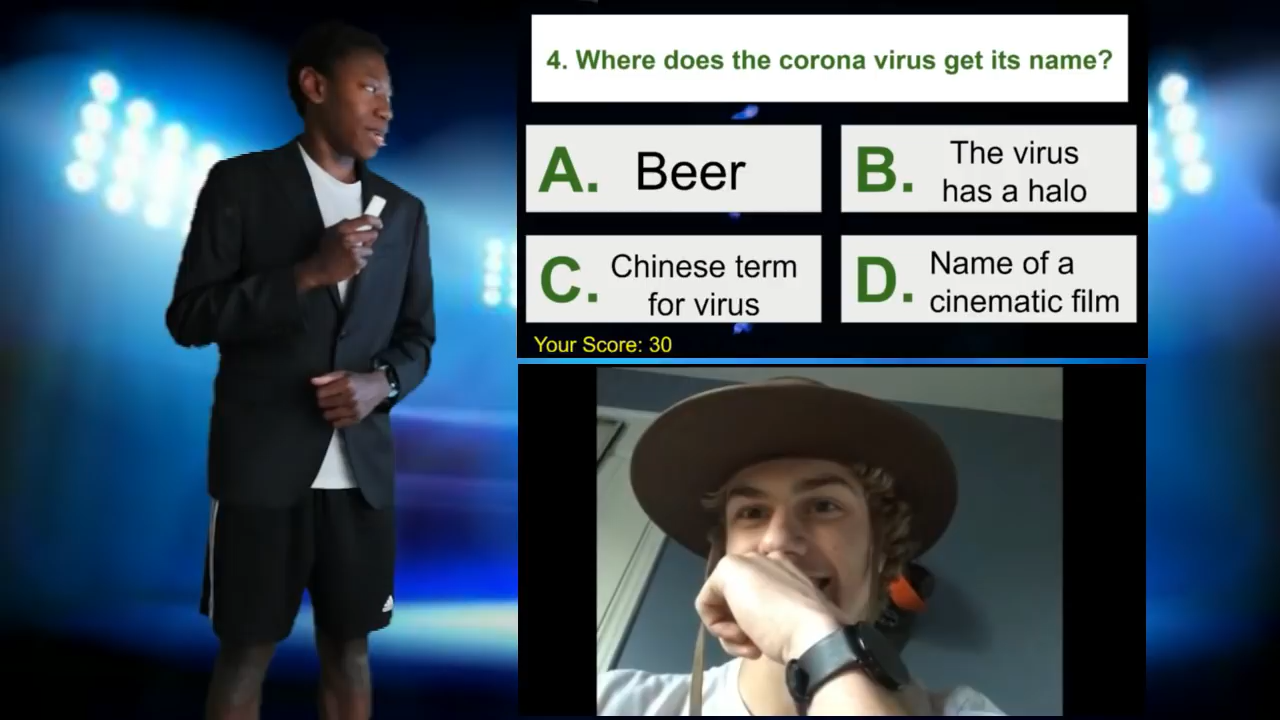 4. Where does the corona virus get its name?
A. Beer
B. The virus
has a halo
C. Chinese term
for virus
D. Name of a
cinematic film
Your Score: 30